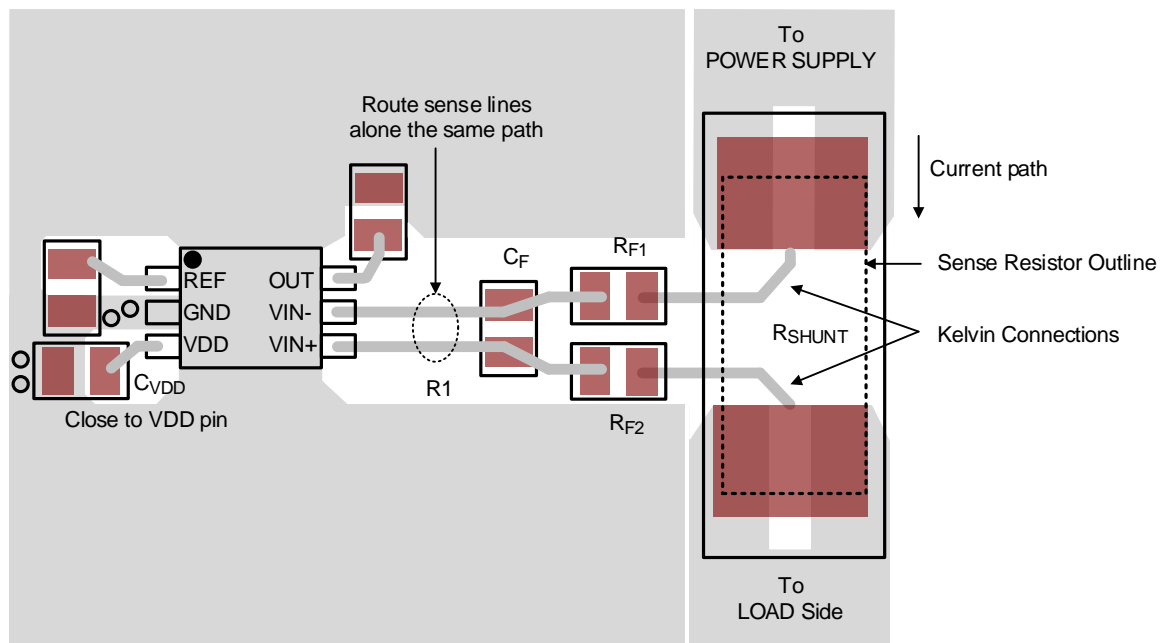 To
POWER SUPPLY
Route sense lines
alone the same path
Current path
CF
RF1
REF
OUT
Sense Resistor Outline
GND
VIN-
VDD
VIN+
RSHUNT
Kelvin Connections
CVDD
R1
Close to VDD pin
RF2
To
LOAD Side